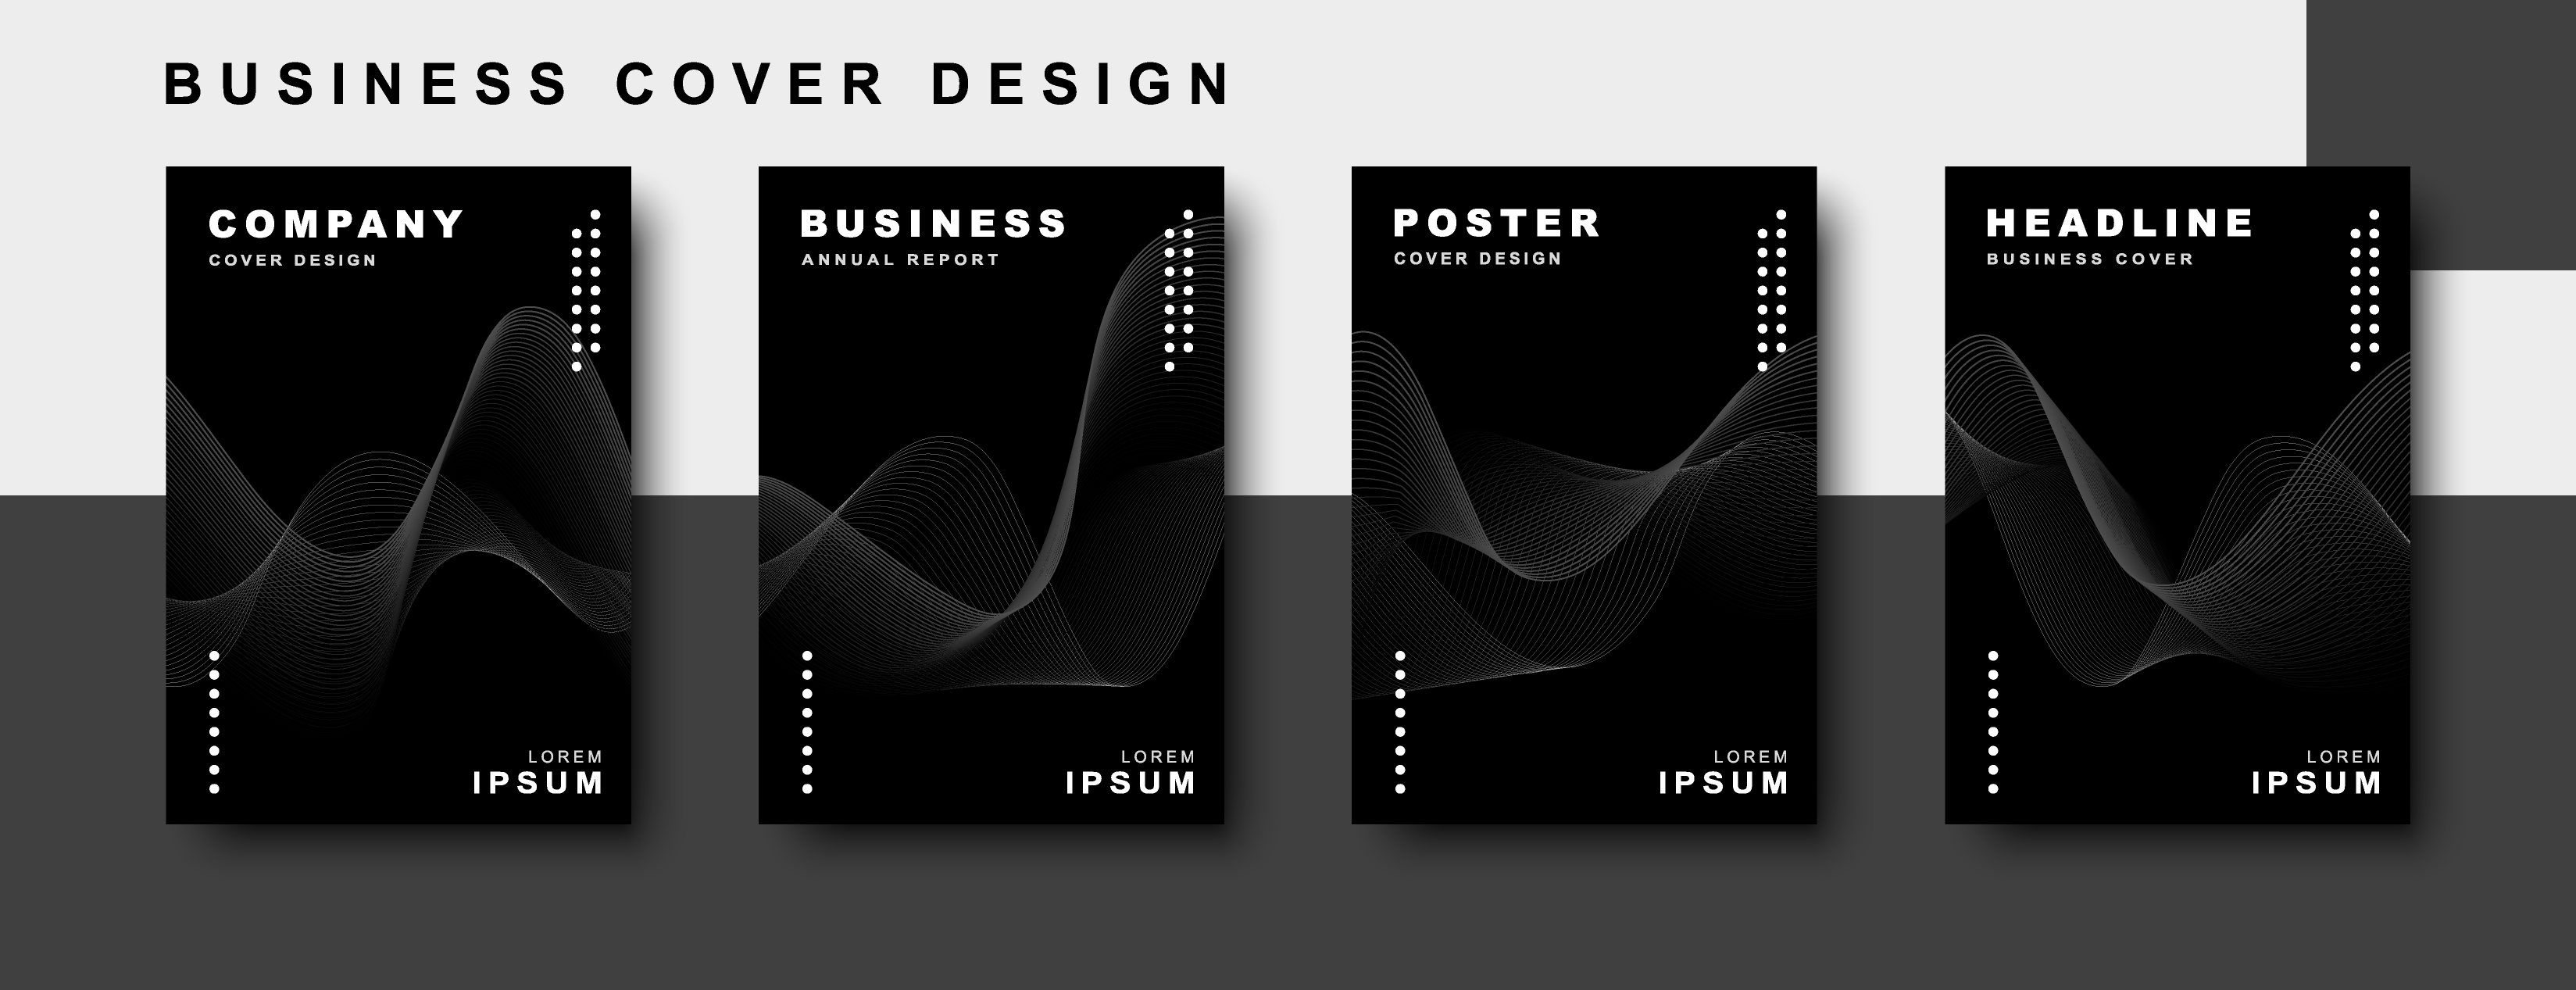 BUSINESS COVER DESIGN
COMPANY
COVER DESIGN
LOREM
IPSUM
BUSINESS
ANNUAL REPORT
LOREM
IPSUM
POSTER
COVER DESIGN
LOREM
IPSUM
HEADLINE
BUSINESS COVER
LOREM
IPSUM